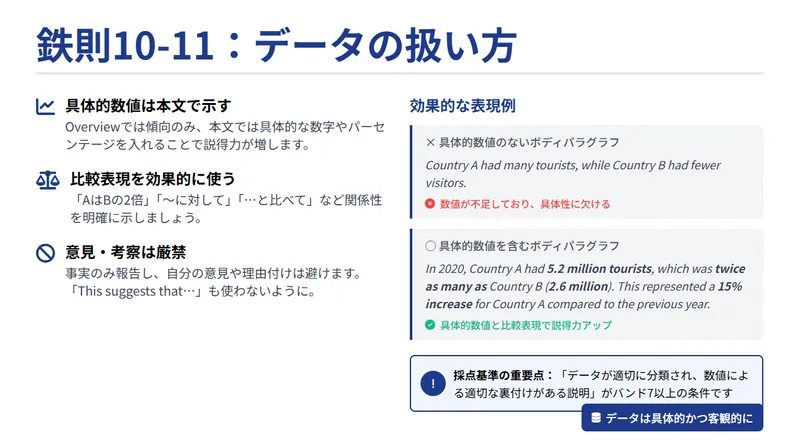 鉄則10-11：データの扱い方
具体的数値は本文で示す
Overviewでは傾向のみ、本文では具体的な数字やパーセ
ンテージを入れることで説得力が増します。
比較表現を効果的に使う
「AはBの2倍」「〜に対して」「…と比べて」など関係性
を明確に示しましょう。
意見・考察は厳禁
事実のみ報告し、自分の意見や理由付けは避けます。
「This suggests that…」も使わないように。
効果的な表現例
× 具体的数値のないボディパラグラフ
Country A had many tourists, while Country B had fewer
visitors.
数値が不足しており、具体性に欠ける
○ 具体的数値を含むボディパラグラフ
In 2020, Country A had 5.2 million tourists, which was twice
as many as Country B (2.6 million). This represented a 15%
increase for Country A compared to the previous year.
具体的数値と比較表現で説得力アップ
採点基準の重要点：「データが適切に分類され、数値によ
る適切な裏付けがある説明」がバンド7以上の条件です
データは具体的かつ客観的に